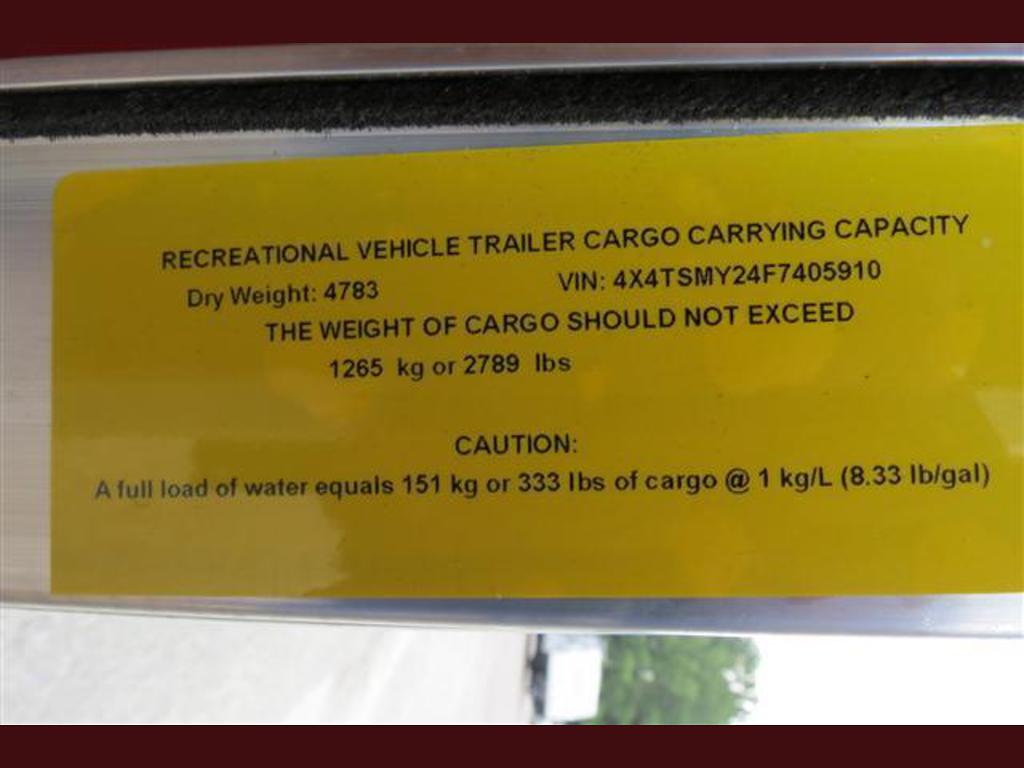 RECREATIONAL VEHICLE TRAILER CARGO CARRYING CAPACITY
Dry Weight: 4783 VIN: 4X4TSMY24F7405910
THE WEIGHT OF CARGO SHOULD NOT EXCEED
1265 kg or 2789 lbs
CAUTION:
A full load of water equals 151 kg or 333 lbs of cargo @ 1 kg/L (8.33 lb/gal)